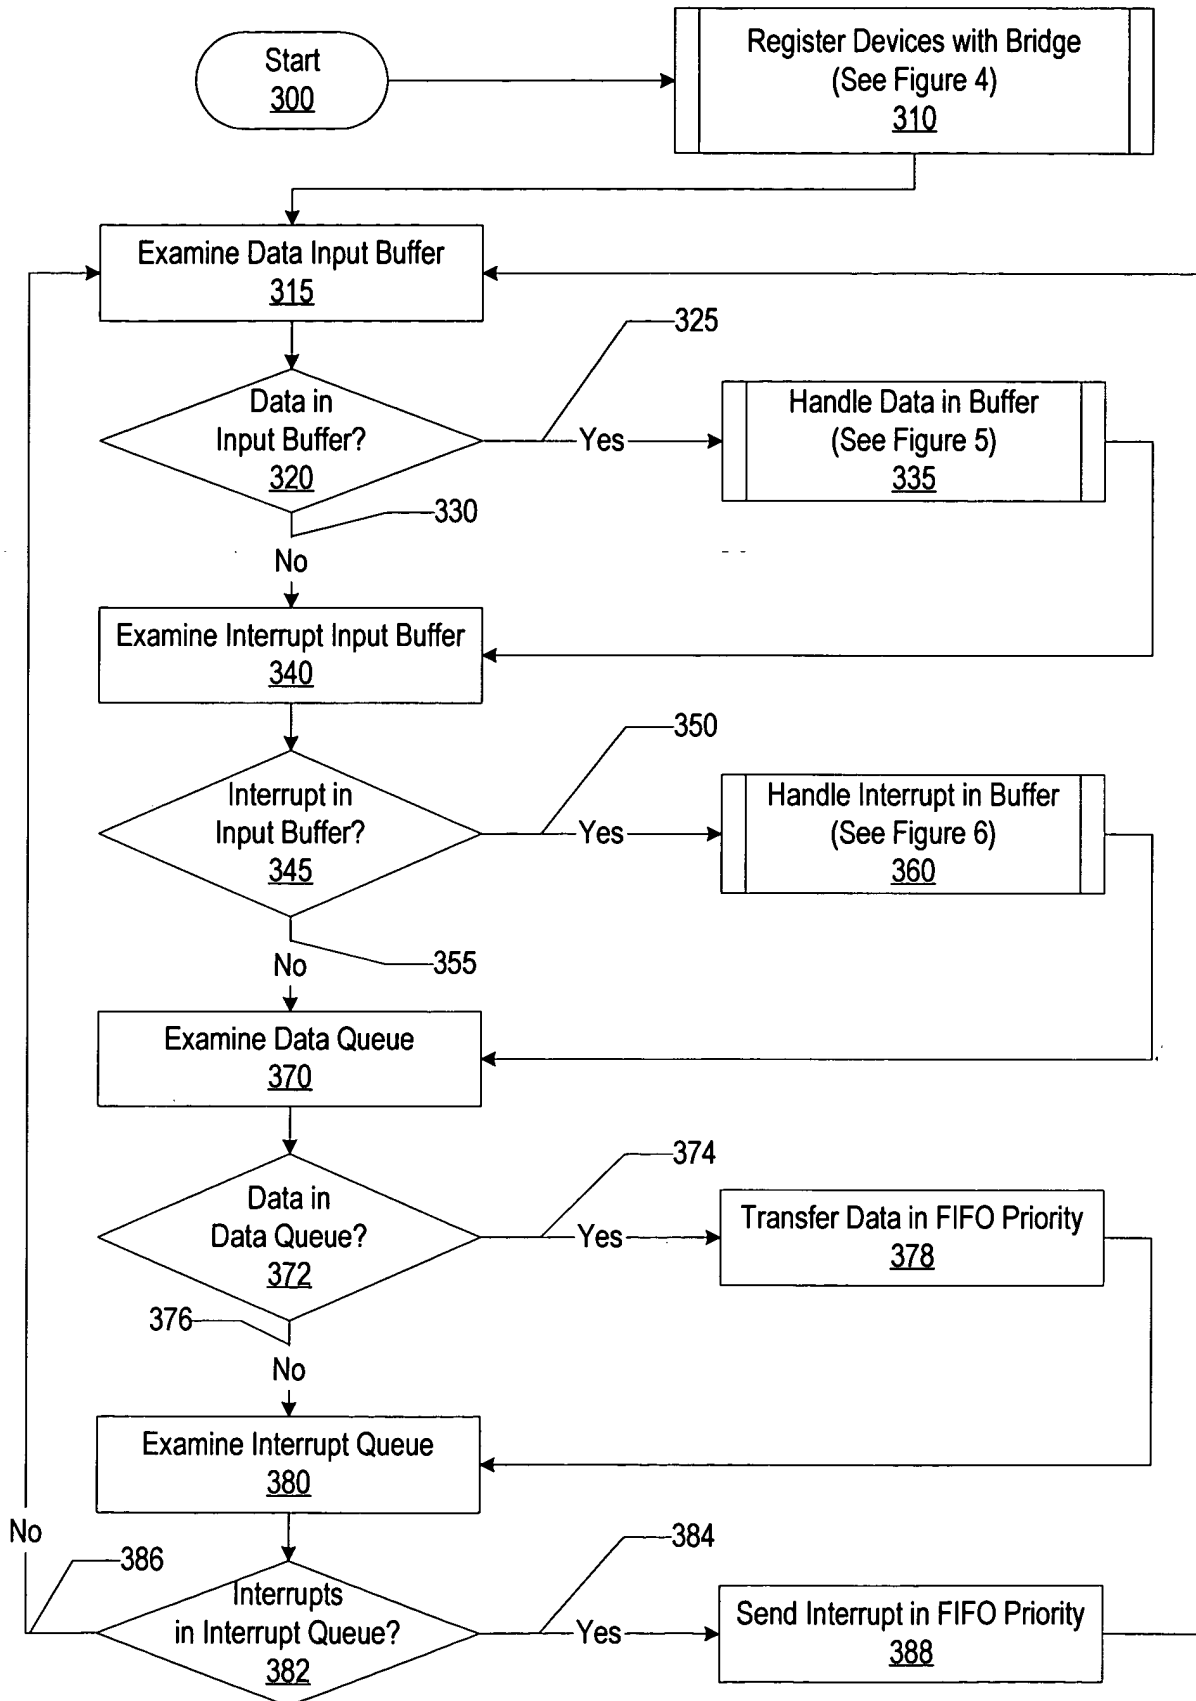 Start
300
Register Devices with Bridge
(See Figure 4)
310
Examine Data Input Buffer
315
325
Data in
Input Buffer?
320
Yes
Handle Data in Buffer
(See Figure 5)
335
330
No
Examine Interrupt Input Buffer
340
350
Interrupt in
Input Buffer?
345
Yes
Handle Interrupt in Buffer
(See Figure 6)
360
355
No
Examine Data Queue
370
374
Data in
Data Queue?
372
Yes
Transfer Data in FIFO Priority
378
376
No
Examine Interrupt Queue
380
No
386
384
Interrupts
in Interrupt Queue?
382
Yes
Send Interrupt in FIFO Priority
388